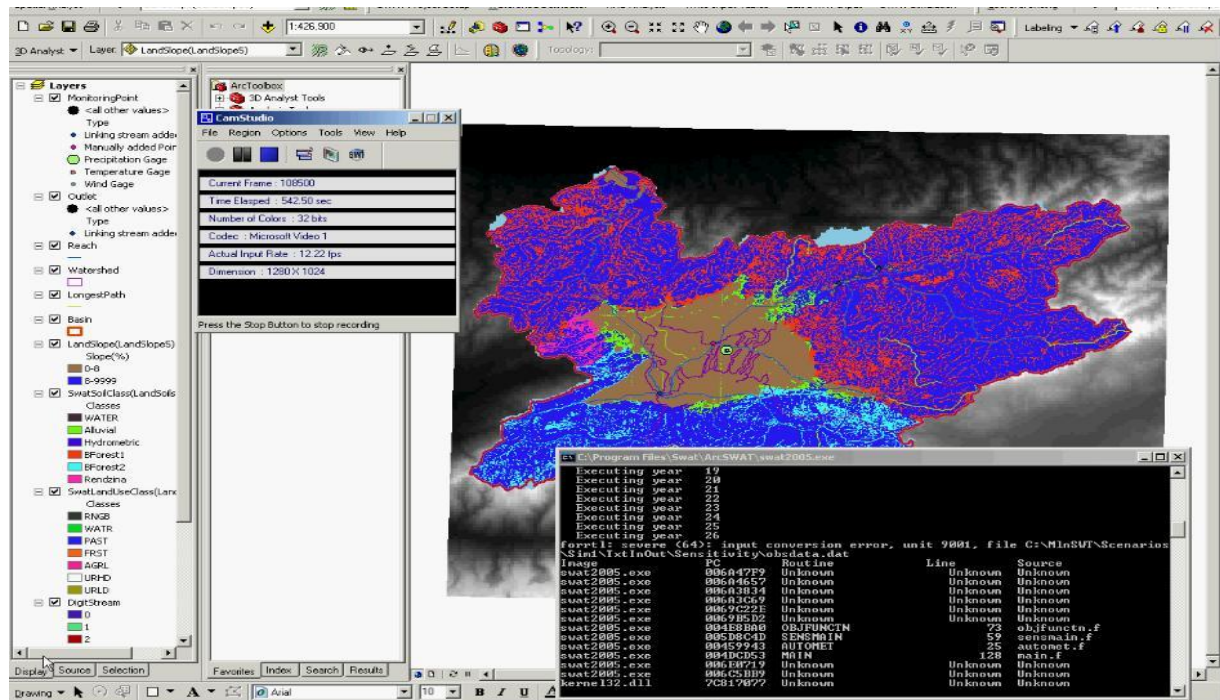 1:426,900
Labeling
3D Analyst
Layer: LandSlope(LandSlope5)
Topology:
Layers
MonitoringPoint
<all other values>
Type
Linking stream adde
Manually added Poir
Precipitation Gage
Temperature Gage
Wind Gage
Outlet
<all other values>
Type
Linking stream adde
Reach
Watershed
LongestPath
Basin
LandSlope(LandSlope5)
Slope(%)
0-8
8-9999
SwatSoilClass(LandSoils
Classes
WATER
Alluvial
Hydrometric
BForest1
BForest2
Rendzina
SwatLandUseClass(Lan
Classes
RNGB
WATR
PAST
FRST
AGRL
URHD
URLD
DigitStream
0
1
2
Display Source Selection
ArcToolbox
3D Analyst Tools
CamStudio
File Region Options Tools View Help
Current Frame : 108500
Time Elasped : 542.50 sec
Number of Colors : 32 bits
Codec : Microsoft Video 1
Actual Input Rate : 12.22 fps
Dimension : 1280 X 1024
Press the Stop Button to stop recording
Favorites Index Search Results
C:\Program Files\Swat\ArcSWAT\swat2005.exe
Executing year 19
Executing year 20
Executing year 21
Executing year 22
Executing year 23
Executing year 24
Executing year 25
Executing year 26
forrtl: severe (64): input conversion error, unit 9001, file C:\MlnSWT\Scenarios
\Sim1\TxtInOut\Sensitivity\obsdata.dat
Image PC Routine Line Source
swat2005.exe 006A47F9 Unknown Unknown Unknown
swat2005.exe 006A4657 Unknown Unknown Unknown
swat2005.exe 006A3834 Unknown Unknown Unknown
swat2005.exe 006A3C69 Unknown Unknown Unknown
swat2005.exe 0069C22E Unknown Unknown Unknown
swat2005.exe 0069B5D2 Unknown Unknown Unknown
swat2005.exe 004E8BA0 OBJFUNCTN 73 objfunctn.f
swat2005.exe 005D8C4D SENSMAIN 59 sensmain.f
swat2005.exe 00459943 AUTOMET 25 automet.f
swat2005.exe 004DCD53 MAIN 128 main.f
swat2005.exe 006E0719 Unknown Unknown Unknown
swat2005.exe 006C5BB9 Unknown Unknown Unknown
kernel32.dll 7C817077 Unknown Unknown Unknown
Drawing
Arial
10
B I U A